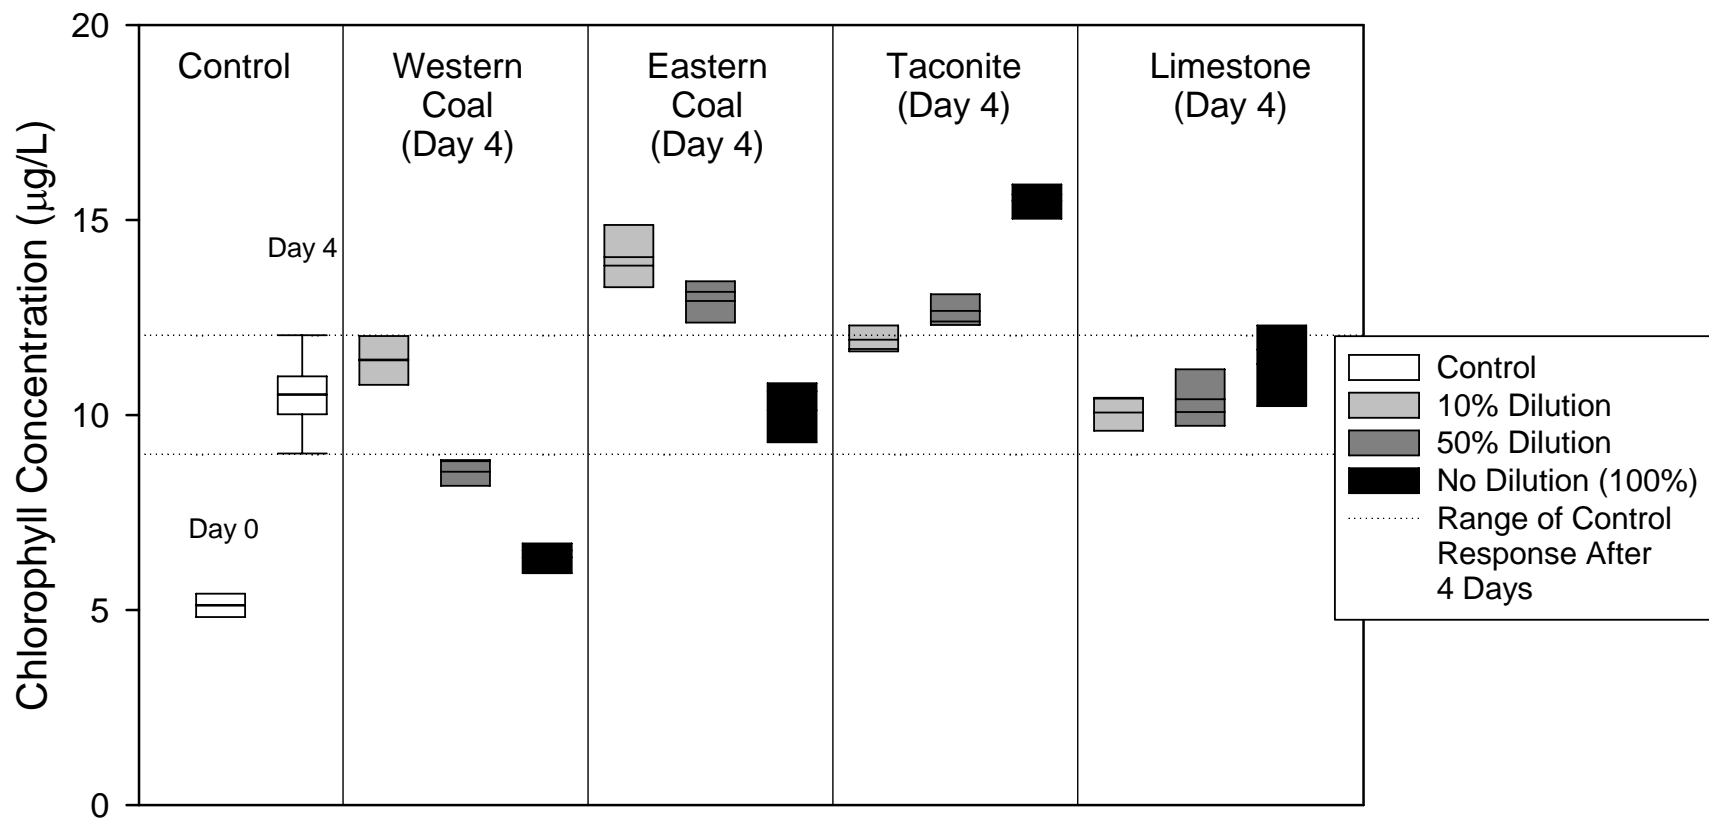 Chlorophyll Concentration (μg/L)
20
15
10
5
0
Control
Day 4
Day 0
Western
Coal
(Day 4)
Eastern
Coal
(Day 4)
Taconite
(Day 4)
Limestone
(Day 4)
Control
10% Dilution
50% Dilution
No Dilution (100%)
Range of Control
Response After
4 Days